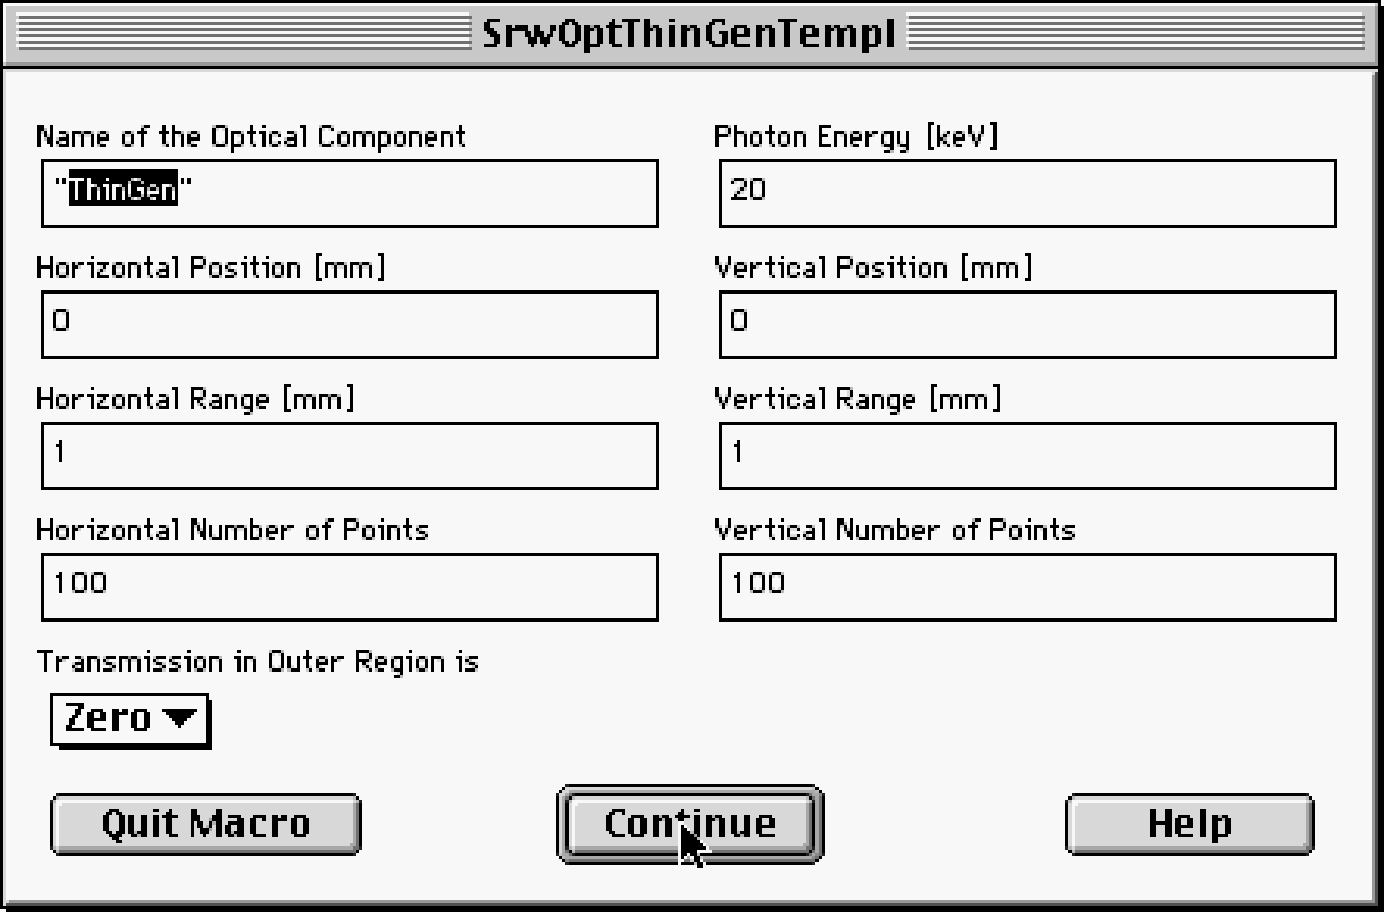 SrwOptThinGenTempl
Name of the Optical Component
Photon Energy [keV]
"ThinGen"
20
Horizontal Position [mm]
Vertical Position [mm]
0
0
Horizontal Range [mm]
Vertical Range [mm]
1
1
Horizontal Number of Points
Vertical Number of Points
100
100
Transmission in Outer Region is
Zero
Quit Macro
Continue
Help